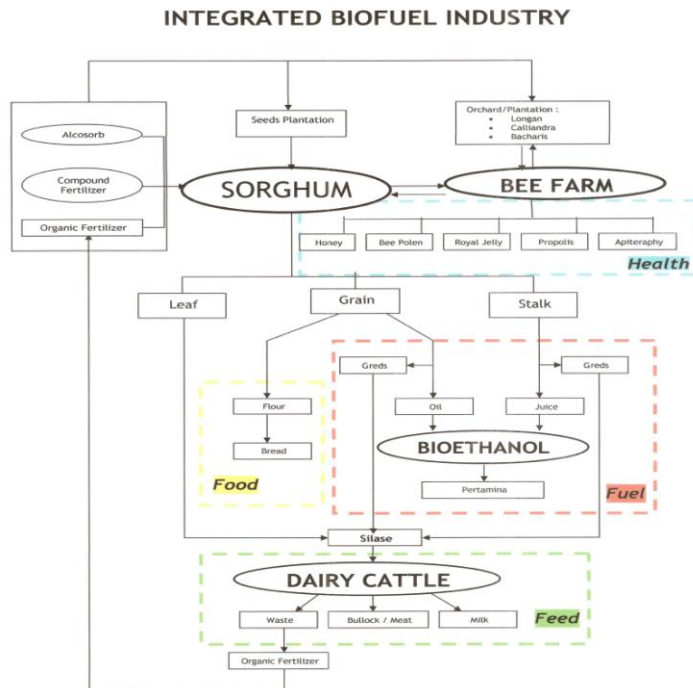 INTEGRATED BIOFUEL INDUSTRY
Alcosorb
Compound
Fertilizer
Organic Fertilizer
Seeds Plantation
Orchard/Plantation :
• Longan
• Calliandra
• Bacharis
SORGHUM
BEE FARM
Honey
Bee Polen
Royal Jelly
Propolis
Apiteraphy
Health
Leaf
Grain
Stalk
Greds
Greds
Flour
Oil
Juice
Bread
BIOETHANOL
Food
Pertamina
Fuel
Silase
DAIRY CATTLE
Waste
Bullock / Meat
Milk
Feed
Organic Fertilizer